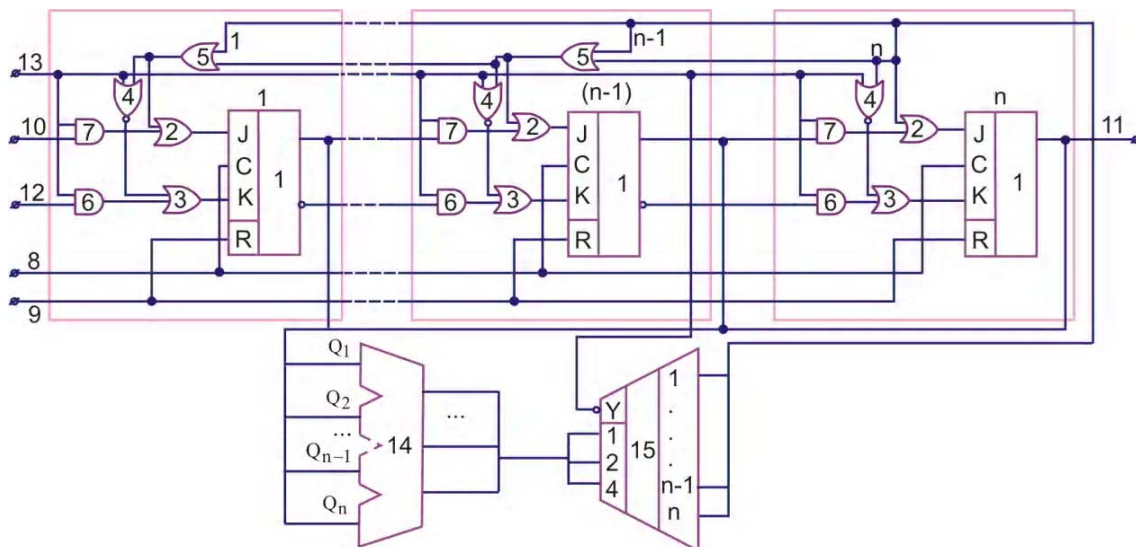 1 n-1 n
13 5 5
4 4 4
1 (n-1) n
10 7 2 J 7 2 J 7 2 J 11
C 1 C 1 C 1
12 6 3 K 6 3 K 6 3 K
R R R
8
9
Q1
Q2
...
Qn−1
Qn
14
...
Y
1
2
4
15
1
.
.
.
n-1
n